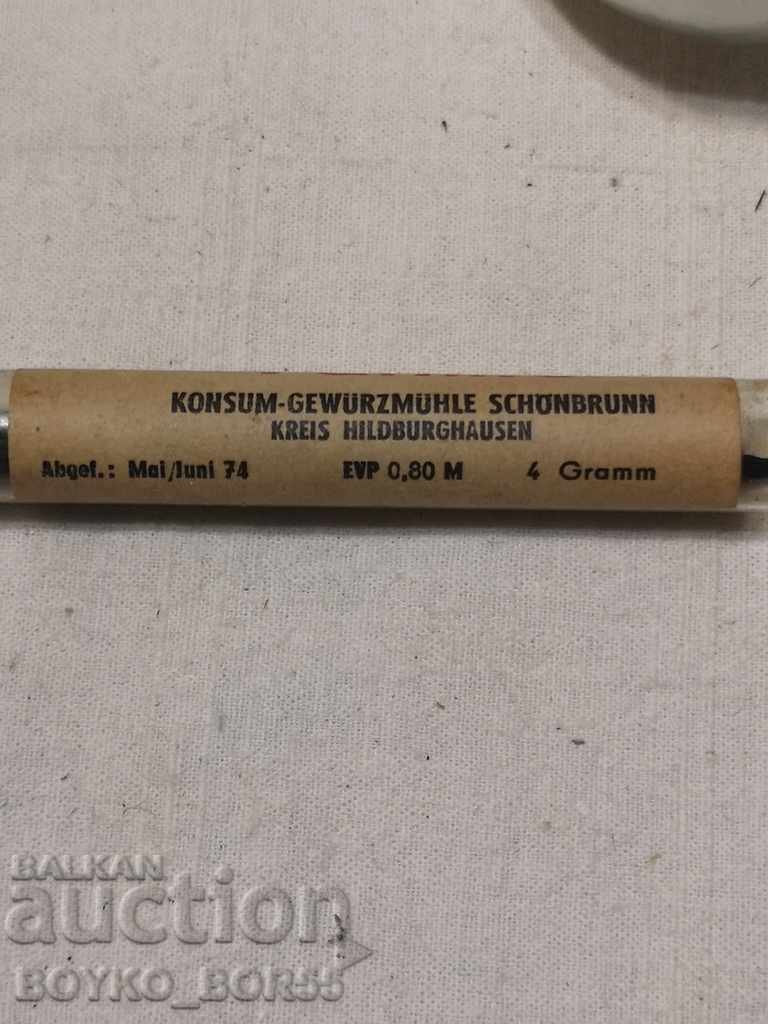 KONSUM-GEWÜRZMÜHLE SCHÖNBRUNN
KREIS HILDBURGHAUSEN
Abgef.: Mai/Juni 74 EVP 0,80 M 4 Gramm
BALKAN
auction
BOYKO_BOR55